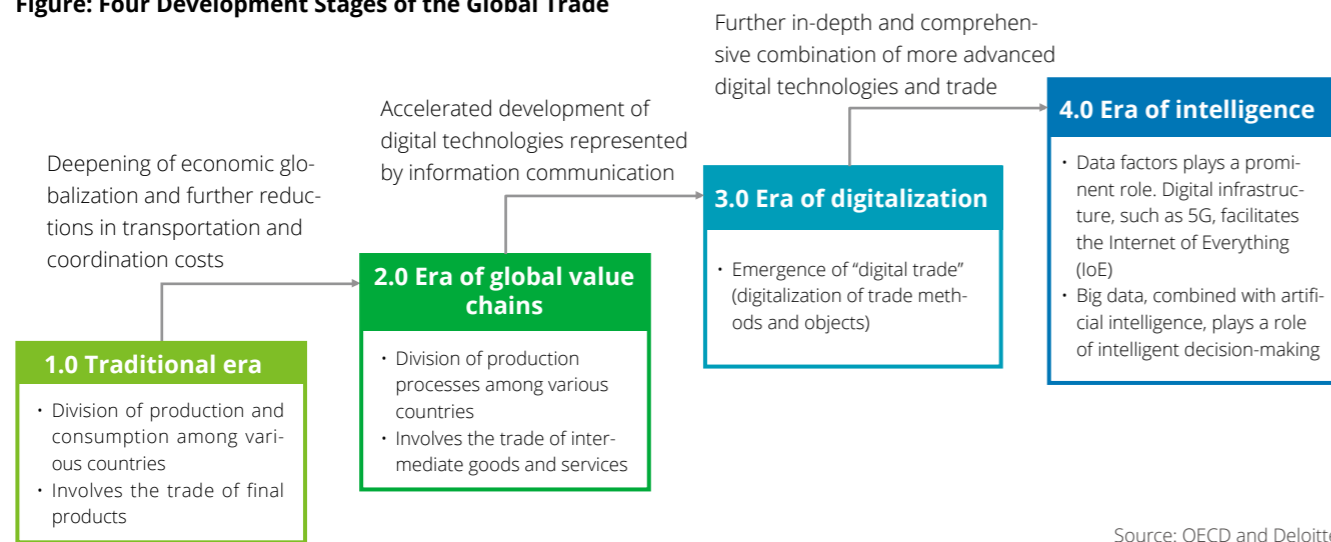 Figure: Four Development Stages of the Global Trade
Deepening of economic glo-
balization and further reduc-
tions in transportation and
coordination costs
1.0 Traditional era
• Division of production and
consumption among vari-
ous countries
• Involves the trade of final
products
Accelerated development of
digital technologies represented
by information communication
2.0 Era of global value
chains
• Division of production
processes among various
countries
• Involves the trade of inter-
mediate goods and services
Further in-depth and comprehen-
sive combination of more advanced
digital technologies and trade
3.0 Era of digitalization
• Emergence of “digital trade”
(digitalization of trade meth-
ods and objects)
4.0 Era of intelligence
• Data factors plays a promi-
nent role. Digital infrastruc-
ture, such as 5G, facilitates
the Internet of Everything
(IoE)
• Big data, combined with artifi-
cial intelligence, plays a role
of intelligent decision-making
Source: OECD and Deloitte